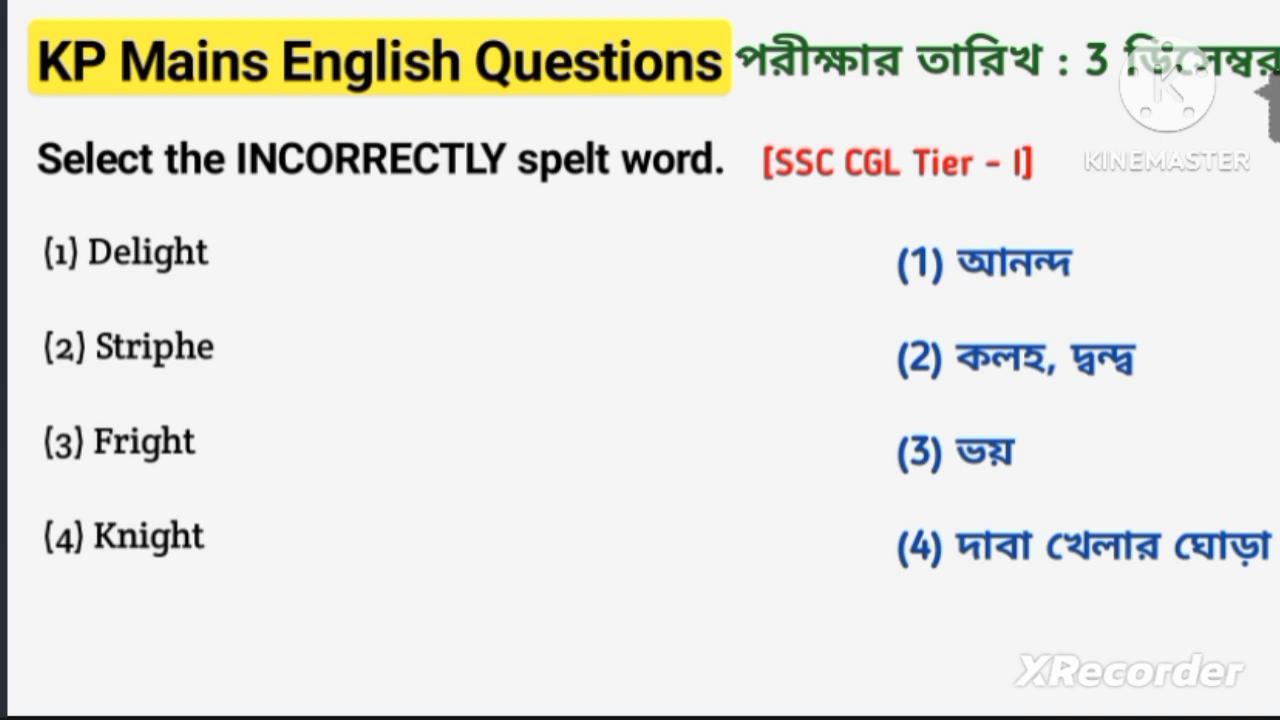 KP Mains English Questions পরীক্ষার তারিখ : 3 ডিসেম্বর
KINEMASTER
Select the INCORRECTLY spelt word. [SSC CGL Tier - I]
(1) Delight (1) আনন্দ
(2) Striphe (2) কলহ, দ্বন্দ্ব
(3) Fright (3) ভয়
(4) Knight (4) দাবা খেলার ঘোড়া
XRecorder